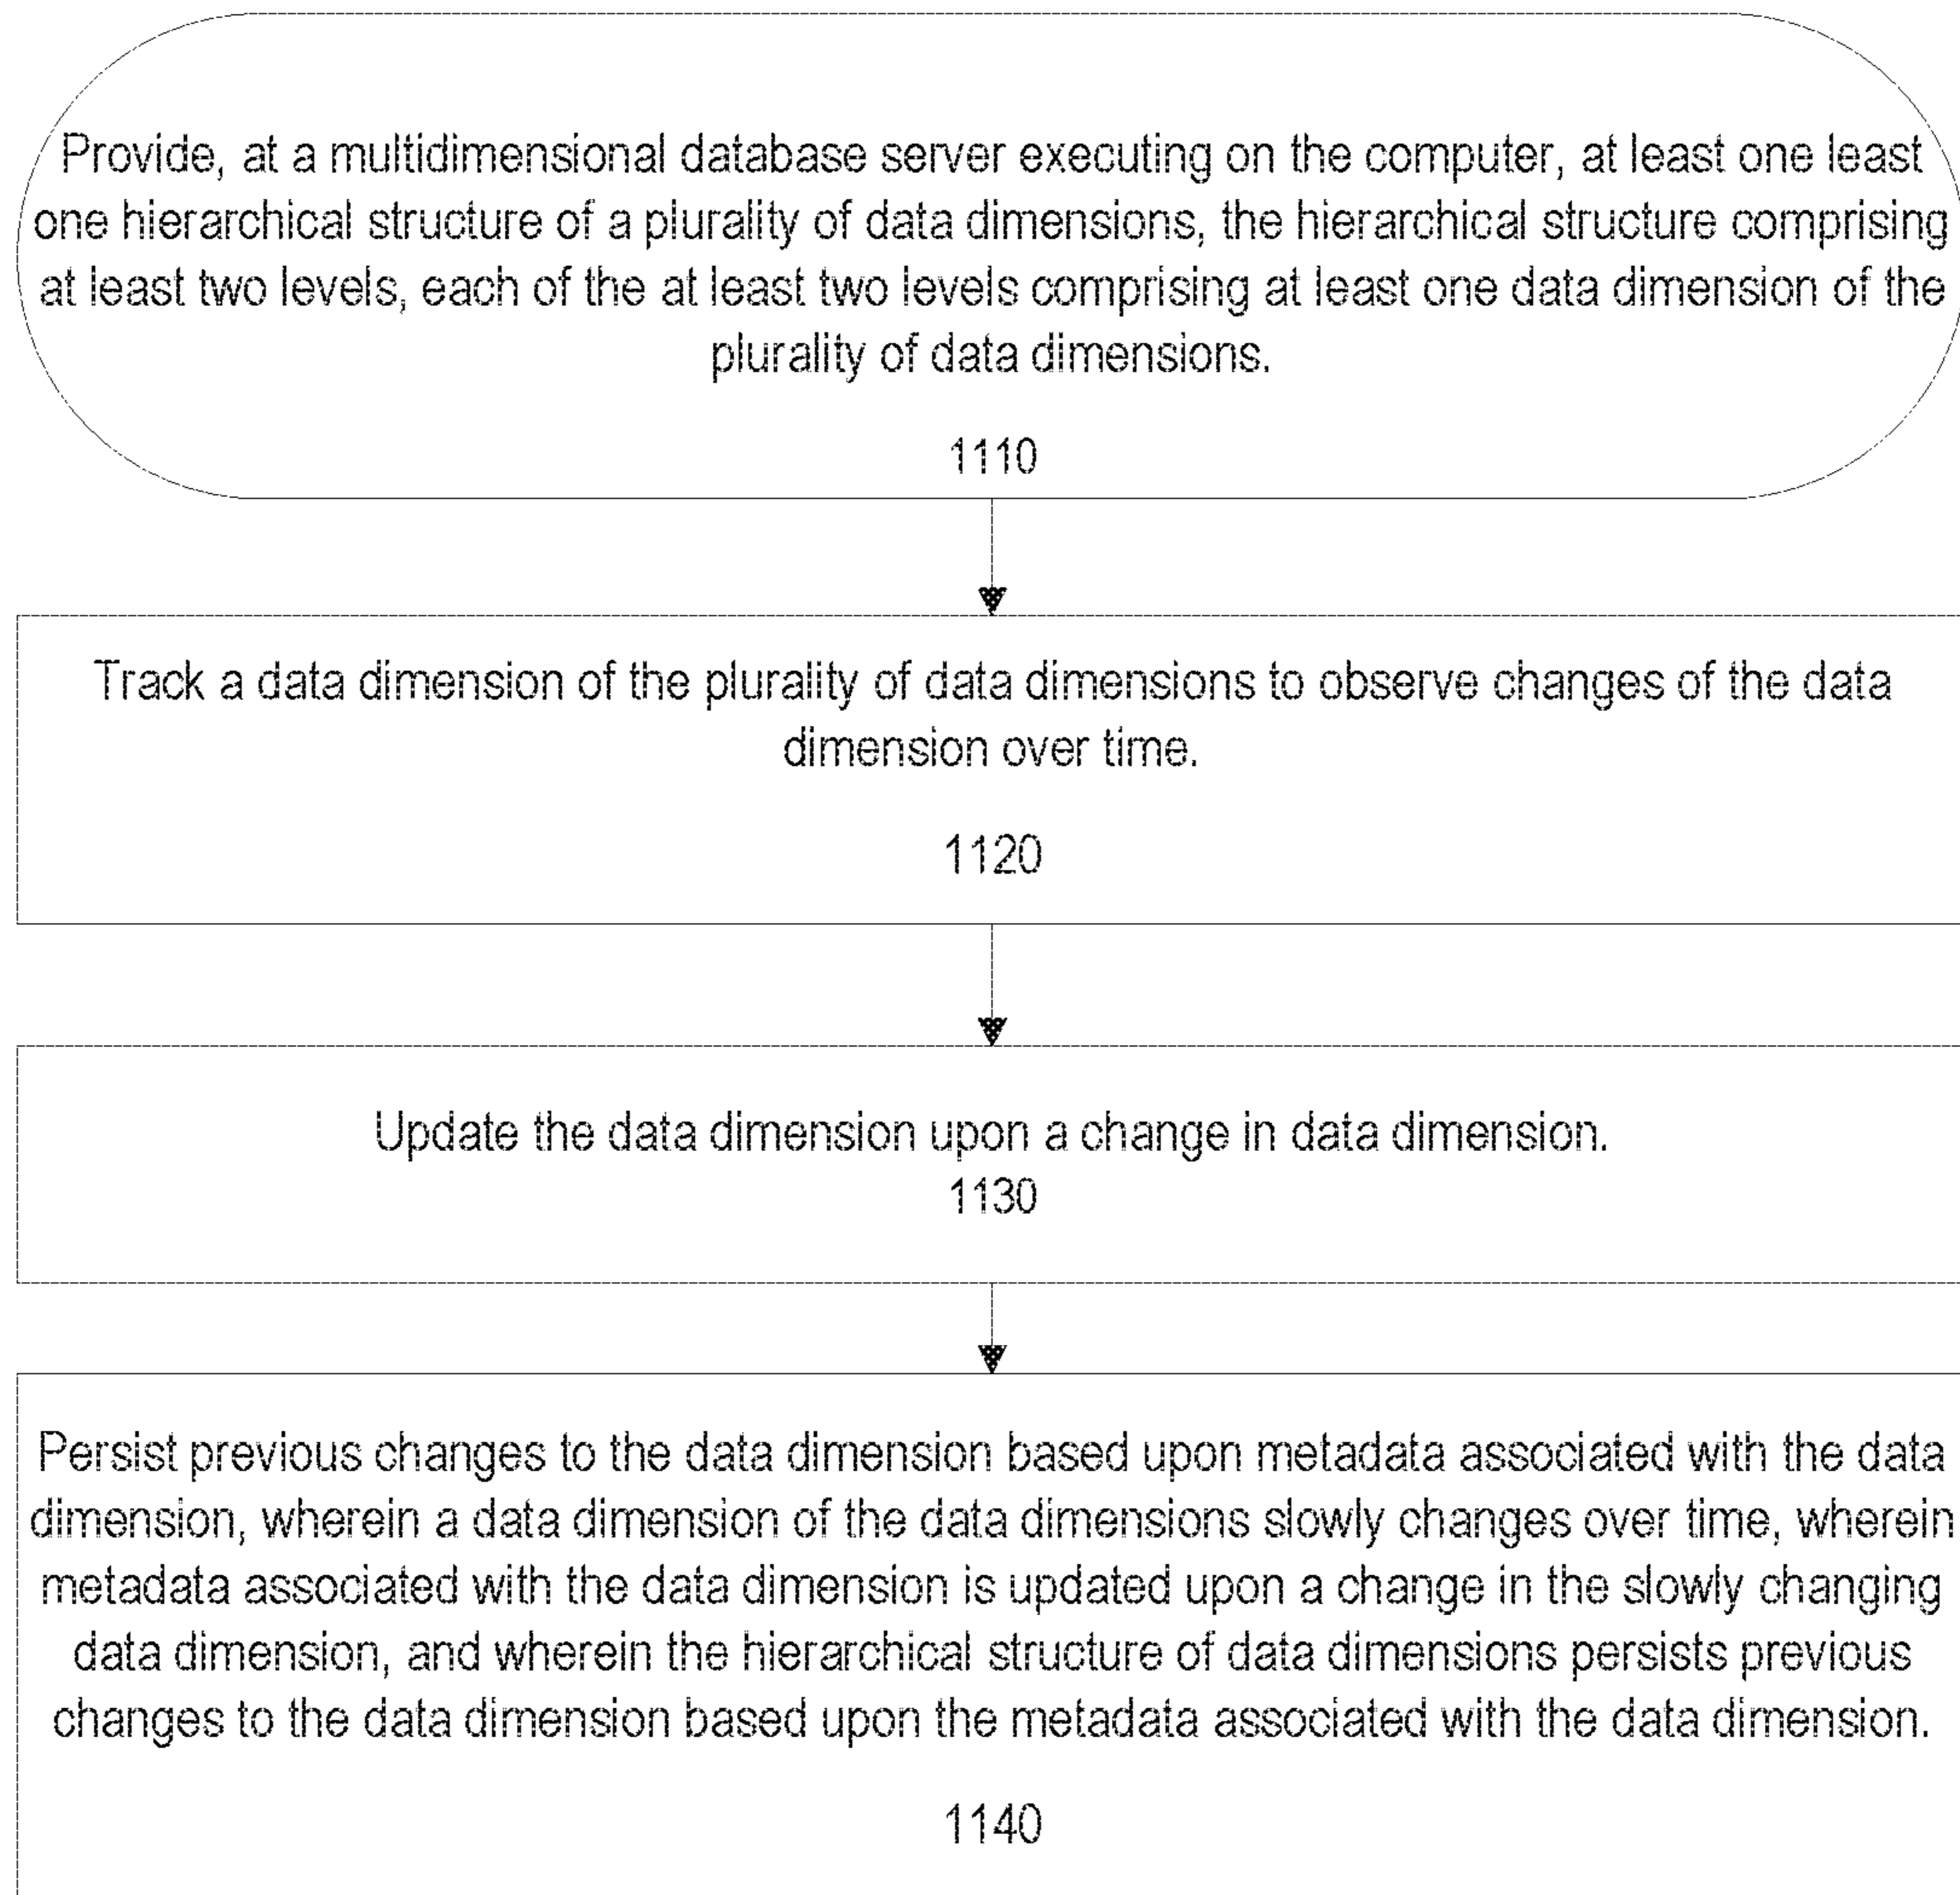 Provide, at a multidimensional database server executing on the computer, at least one least
one hierarchical structure of a plurality of data dimensions, the hierarchical structure comprising
at least two levels, each of the at least two levels comprising at least one data dimension of the
plurality of data dimensions.
1110
Track a data dimension of the plurality of data dimensions to observe changes of the data
dimension over time.
1120
Update the data dimension upon a change in data dimension.
1130
Persist previous changes to the data dimension based upon metadata associated with the data
dimension, wherein a data dimension of the data dimensions slowly changes over time, wherein
metadata associated with the data dimension is updated upon a change in the slowly changing
data dimension, and wherein the hierarchical structure of data dimensions persists previous
changes to the data dimension based upon the metadata associated with the data dimension.
1140